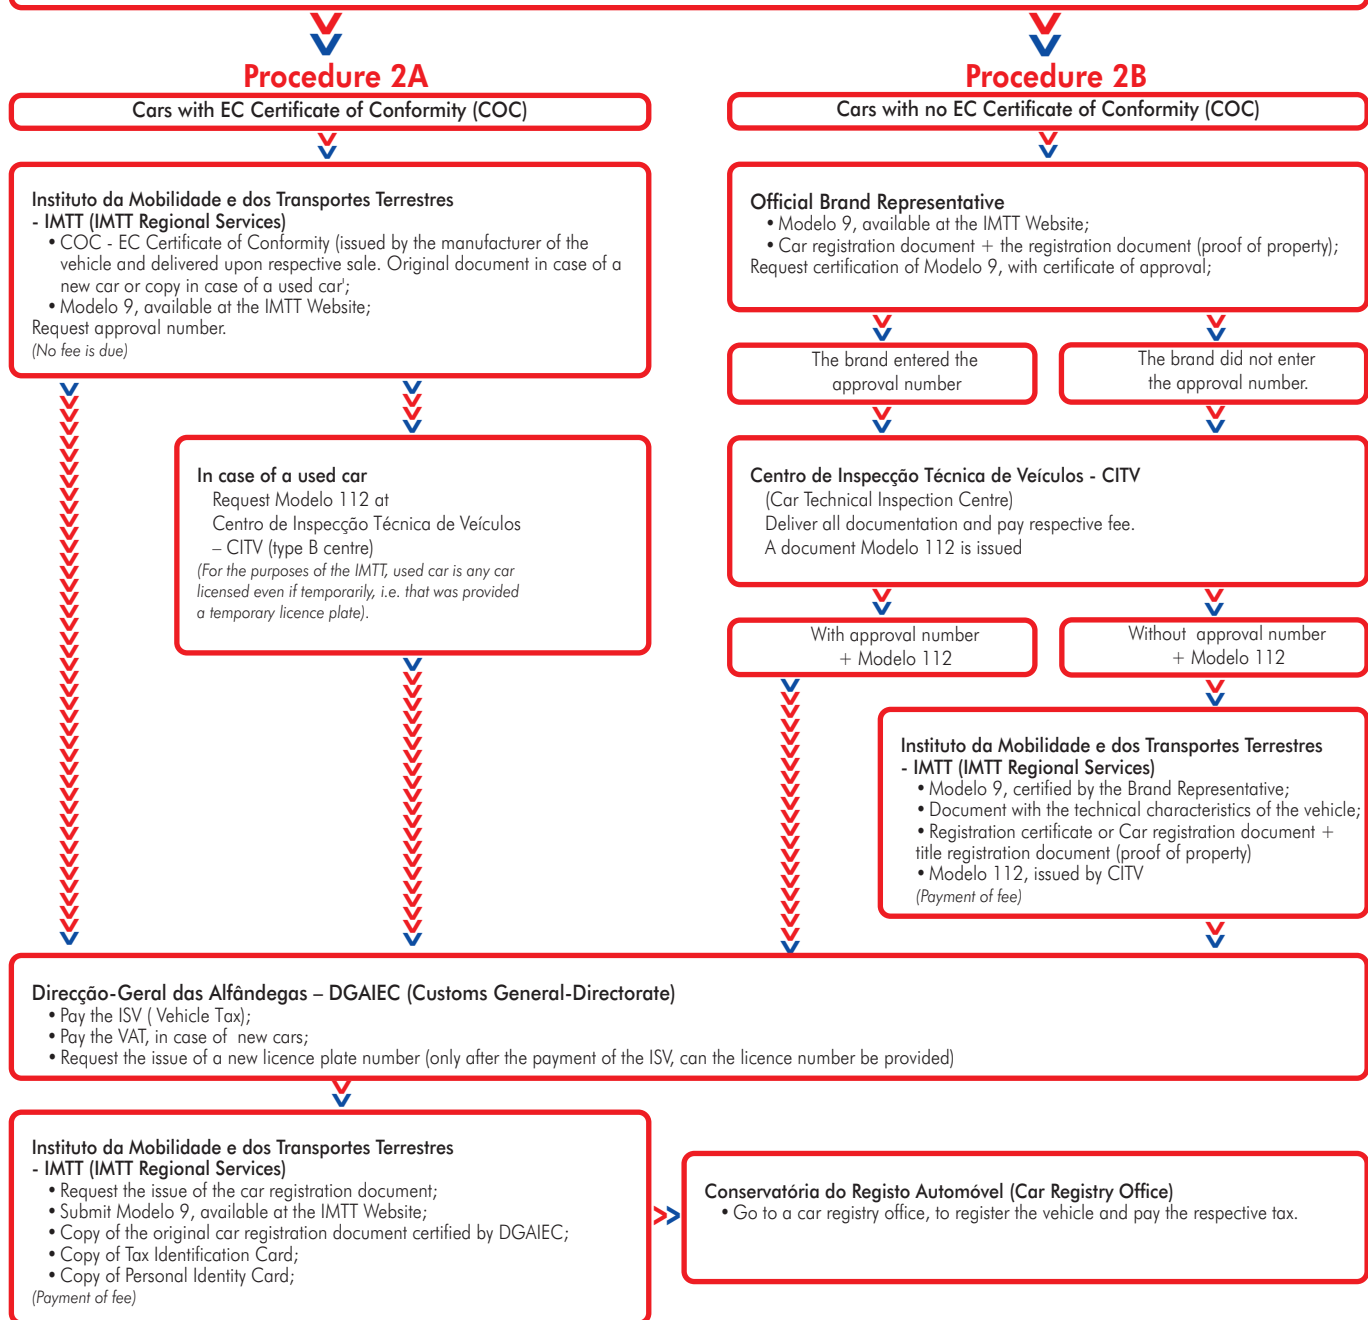 Procedure 2A
Cars with EC Certificate of Conformity (COC)
Instituto da Mobilidade e dos Transportes Terrestres
- IMTT (IMTT Regional Services)
• COC - EC Certificate of Conformity (issued by the manufacturer of the
vehicle and delivered upon respective sale. Original document in case of a
new car or copy in case of a used car';
• Modelo 9, available at the IMTT Website;
Request approval number.
(No fee is due)
In case of a used car
Request Modelo 112 at
Centro de Inspecção Técnica de Veículos
– CITV (type B centre)
(For the purposes of the IMTT, used car is any car
licensed even if temporarily, i.e. that was provided
a temporary licence plate).
Procedure 2B
Cars with no EC Certificate of Conformity (COC)
Official Brand Representative
• Modelo 9, available at the IMTT Website;
• Car registration document + the registration document (proof of property);
Request certification of Modelo 9, with certificate of approval;
The brand entered the
approval number
The brand did not enter
the approval number.
Centro de Inspecção Técnica de Veículos - CITV
(Car Technical Inspection Centre)
Deliver all documentation and pay respective fee.
A document Modelo 112 is issued
With approval number
+ Modelo 112
Without approval number
+ Modelo 112
Instituto da Mobilidade e dos Transportes Terrestres
- IMTT (IMTT Regional Services)
• Modelo 9, certified by the Brand Representative;
• Document with the technical characteristics of the vehicle;
• Registration certificate or Car registration document +
title registration document (proof of property)
• Modelo 112, issued by CITV
(Payment of fee)
Direcção-Geral das Alfândegas – DGAIEC (Customs General-Directorate)
• Pay the ISV ( Vehicle Tax);
• Pay the VAT, in case of new cars;
• Request the issue of a new licence plate number (only after the payment of the ISV, can the licence number be provided)
Instituto da Mobilidade e dos Transportes Terrestres
- IMTT (IMTT Regional Services)
• Request the issue of the car registration document;
• Submit Modelo 9, available at the IMTT Website;
• Copy of the original car registration document certified by DGAIEC;
• Copy of Tax Identification Card;
• Copy of Personal Identity Card;
(Payment of fee)
Conservatória do Registo Automóvel (Car Registry Office)
• Go to a car registry office, to register the vehicle and pay the respective tax.